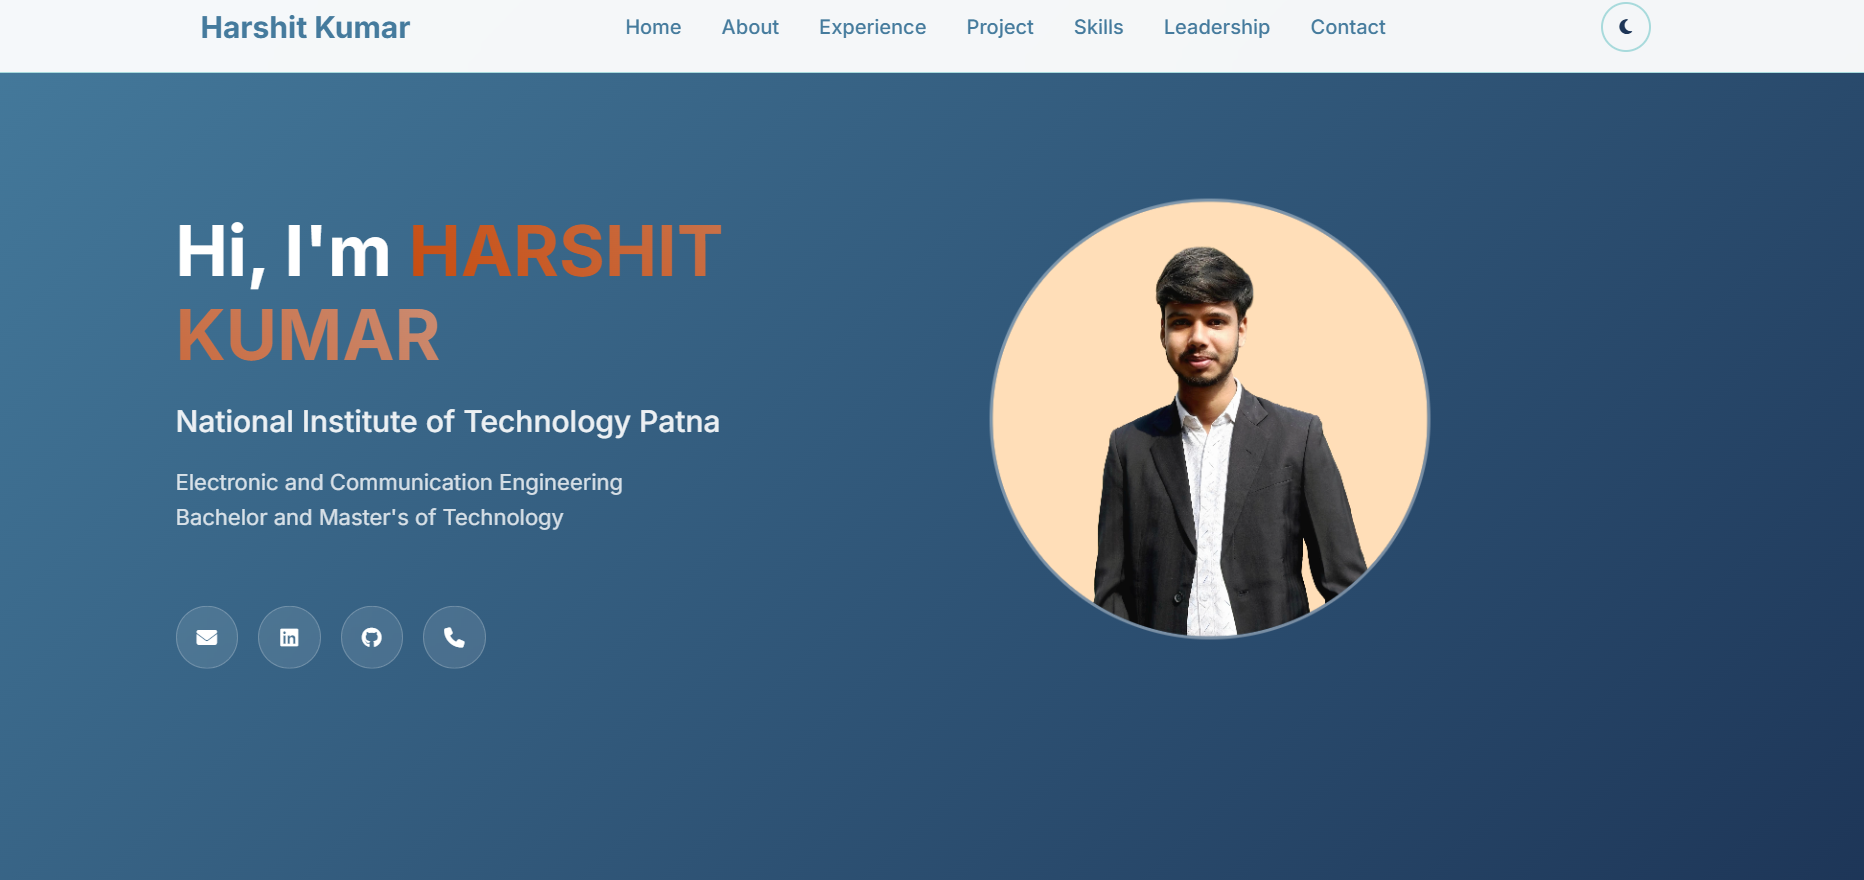 Harshit Kumar
Home About Experience Project Skills Leadership Contact
Hi, I'm HARSHIT
KUMAR
National Institute of Technology Patna
Electronic and Communication Engineering
Bachelor and Master's of Technology
in